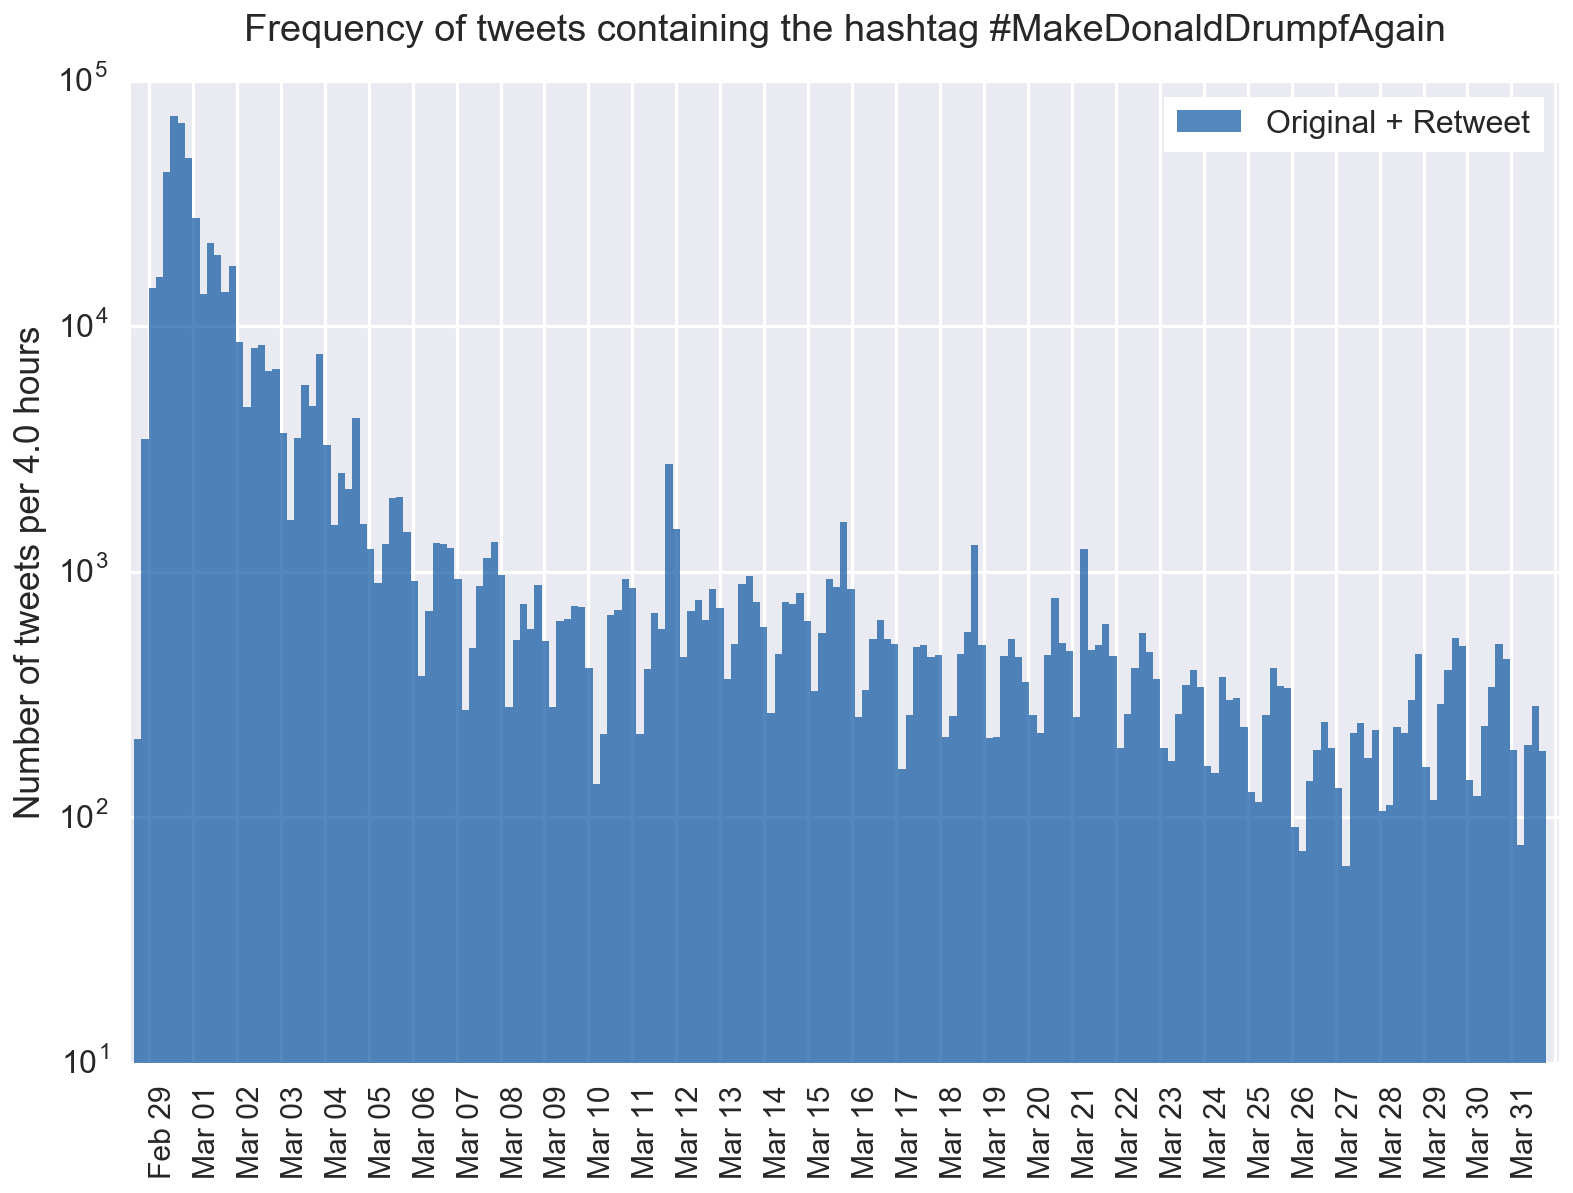 Frequency of tweets containing the hashtag #MakeDonaldDrumpfAgain
Original + Retweet
Number of tweets per 4.0 hours
10^5
10^4
10^3
10^2
10^1
Feb 29
Mar 01
Mar 02
Mar 03
Mar 04
Mar 05
Mar 06
Mar 07
Mar 08
Mar 09
Mar 10
Mar 11
Mar 12
Mar 13
Mar 14
Mar 15
Mar 16
Mar 17
Mar 18
Mar 19
Mar 20
Mar 21
Mar 22
Mar 23
Mar 24
Mar 25
Mar 26
Mar 27
Mar 28
Mar 29
Mar 30
Mar 31